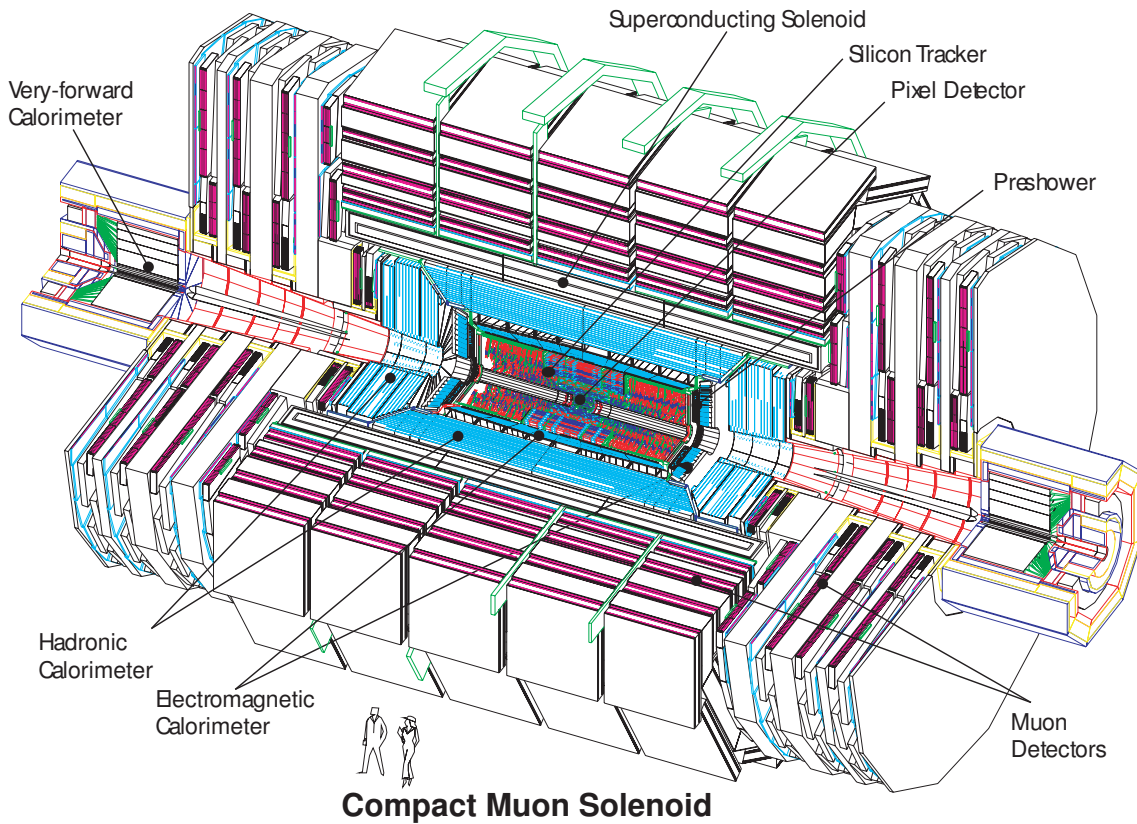 Superconducting Solenoid
Silicon Tracker
Pixel Detector
Very-forward
Calorimeter
Preshower
Hadronic
Calorimeter
Electromagnetic
Calorimeter
Muon
Detectors
Compact Muon Solenoid